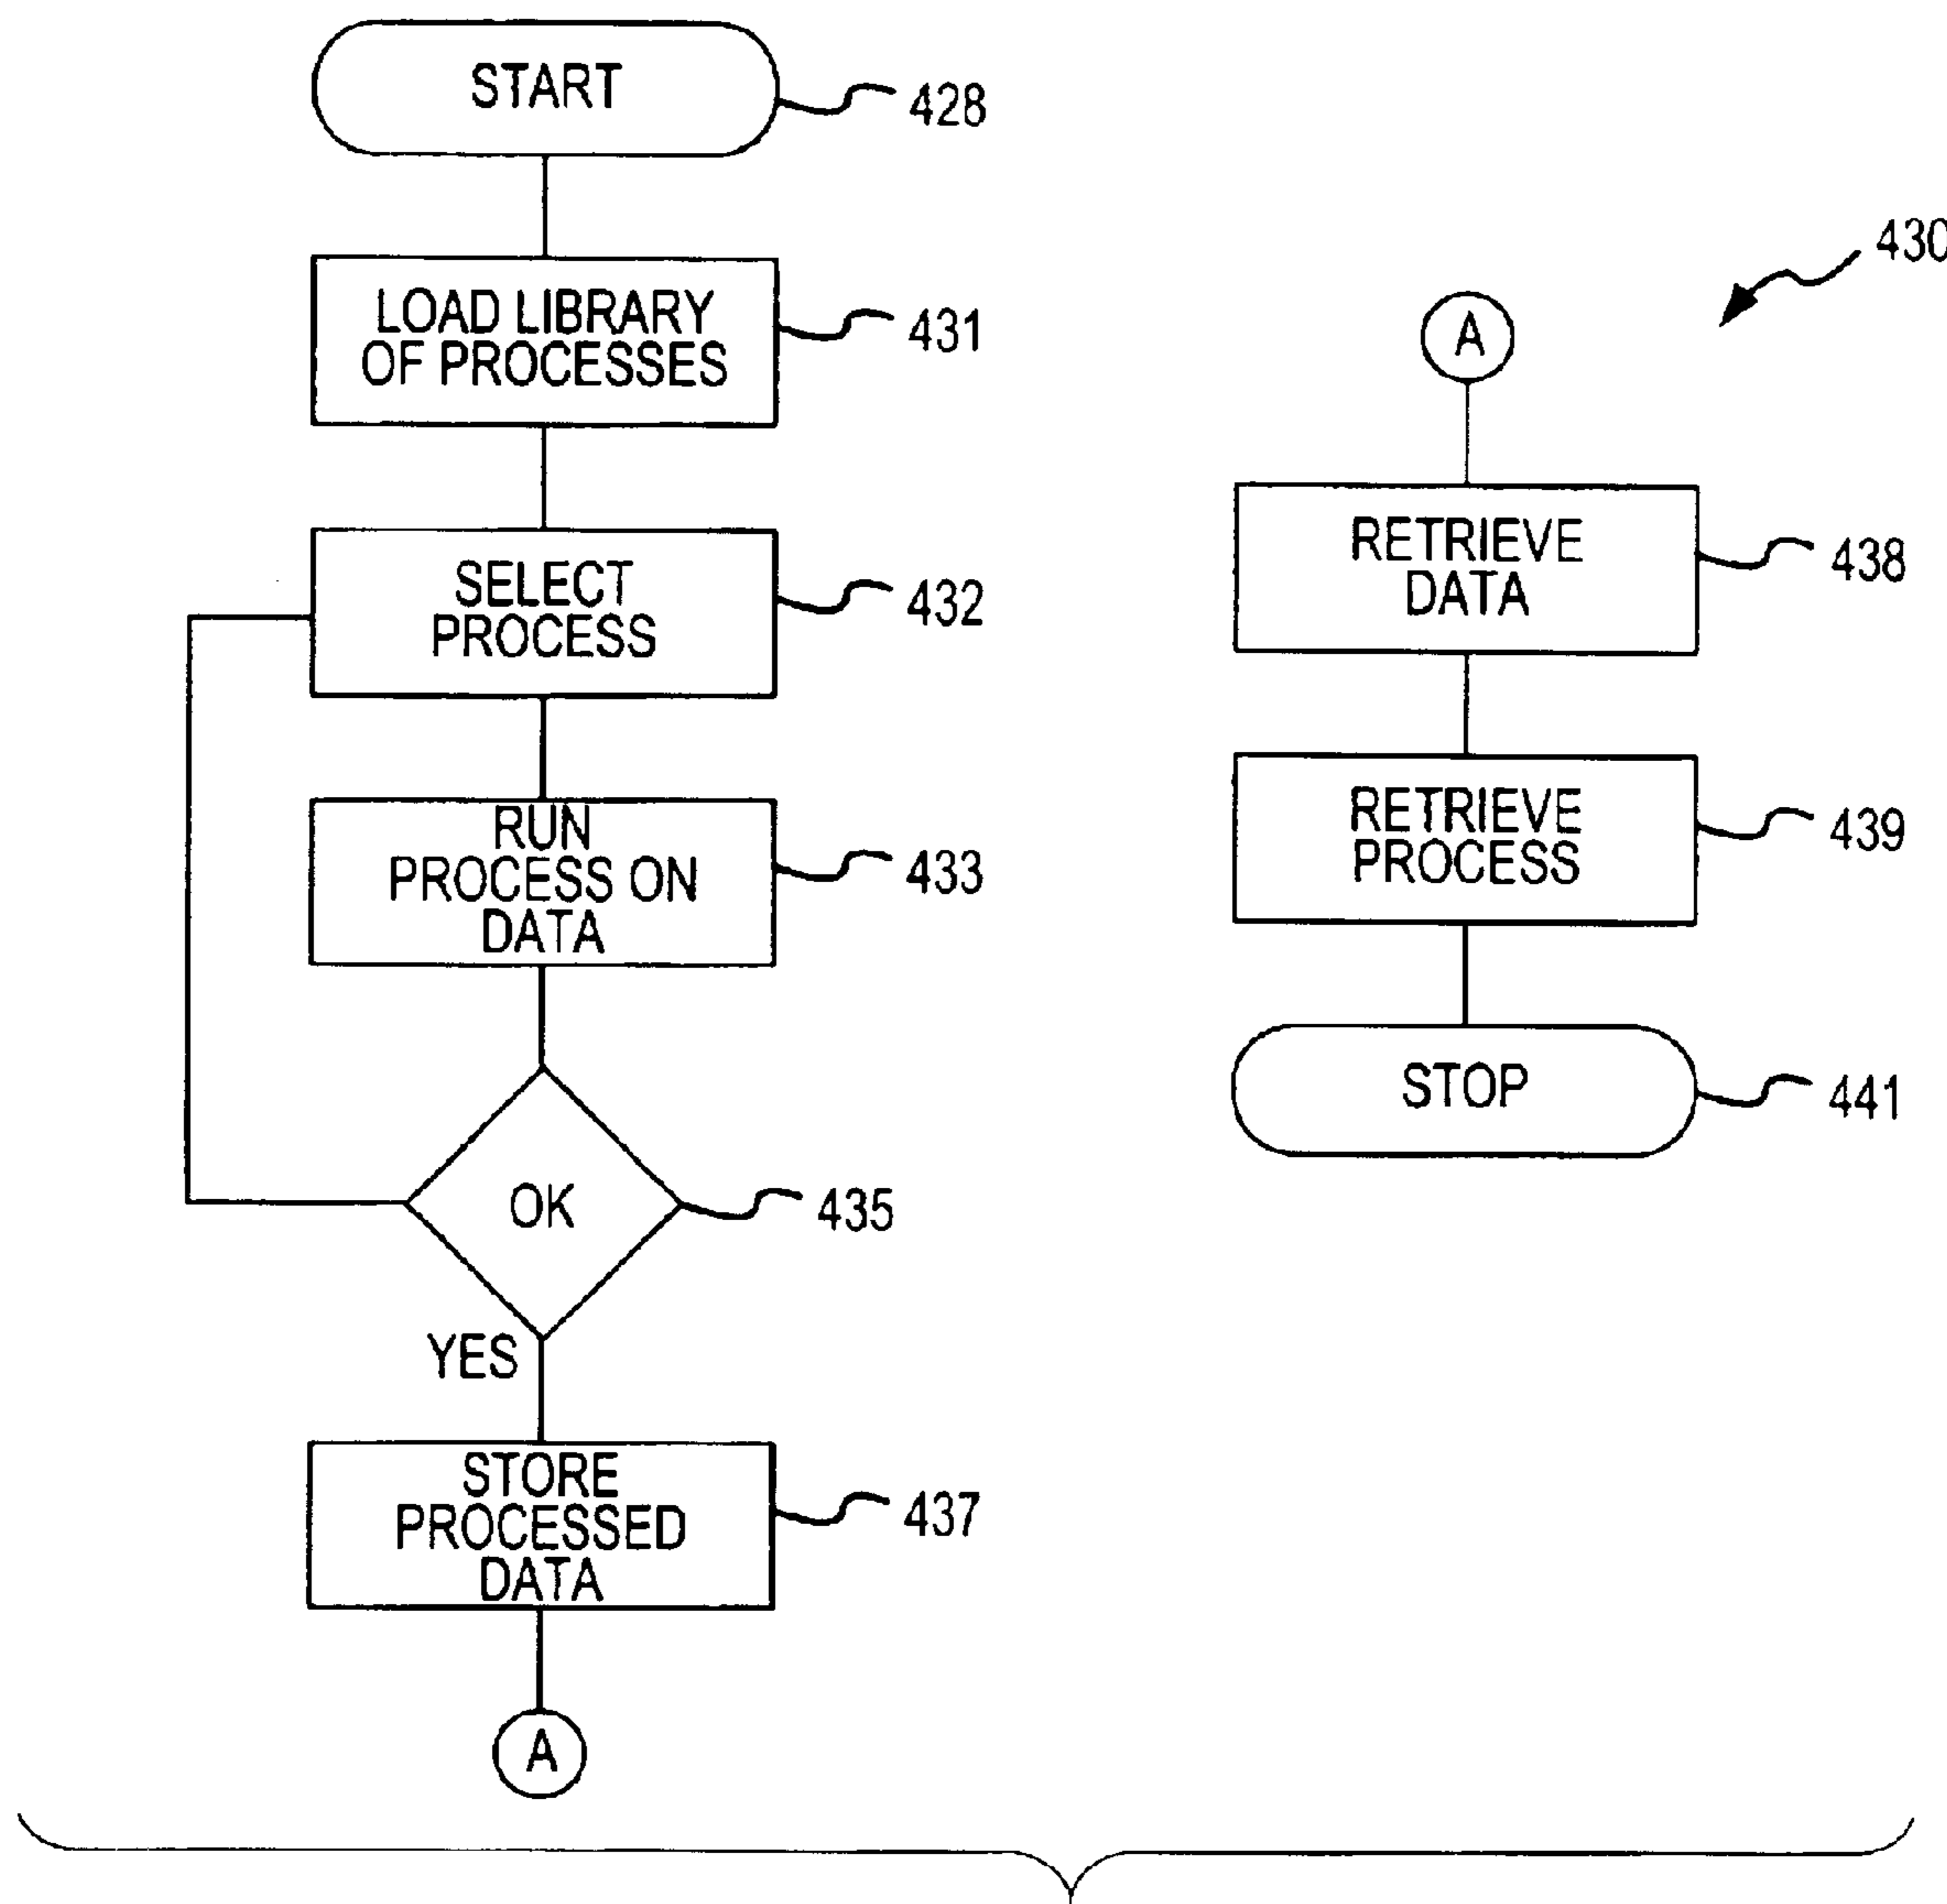 START
428
LOAD LIBRARY
OF PROCESSES
431
SELECT
PROCESS
432
RUN
PROCESS ON
DATA
433
OK
435
YES
STORE
PROCESSED
DATA
437
A
430
A
RETRIEVE
DATA
438
RETRIEVE
PROCESS
439
STOP
441